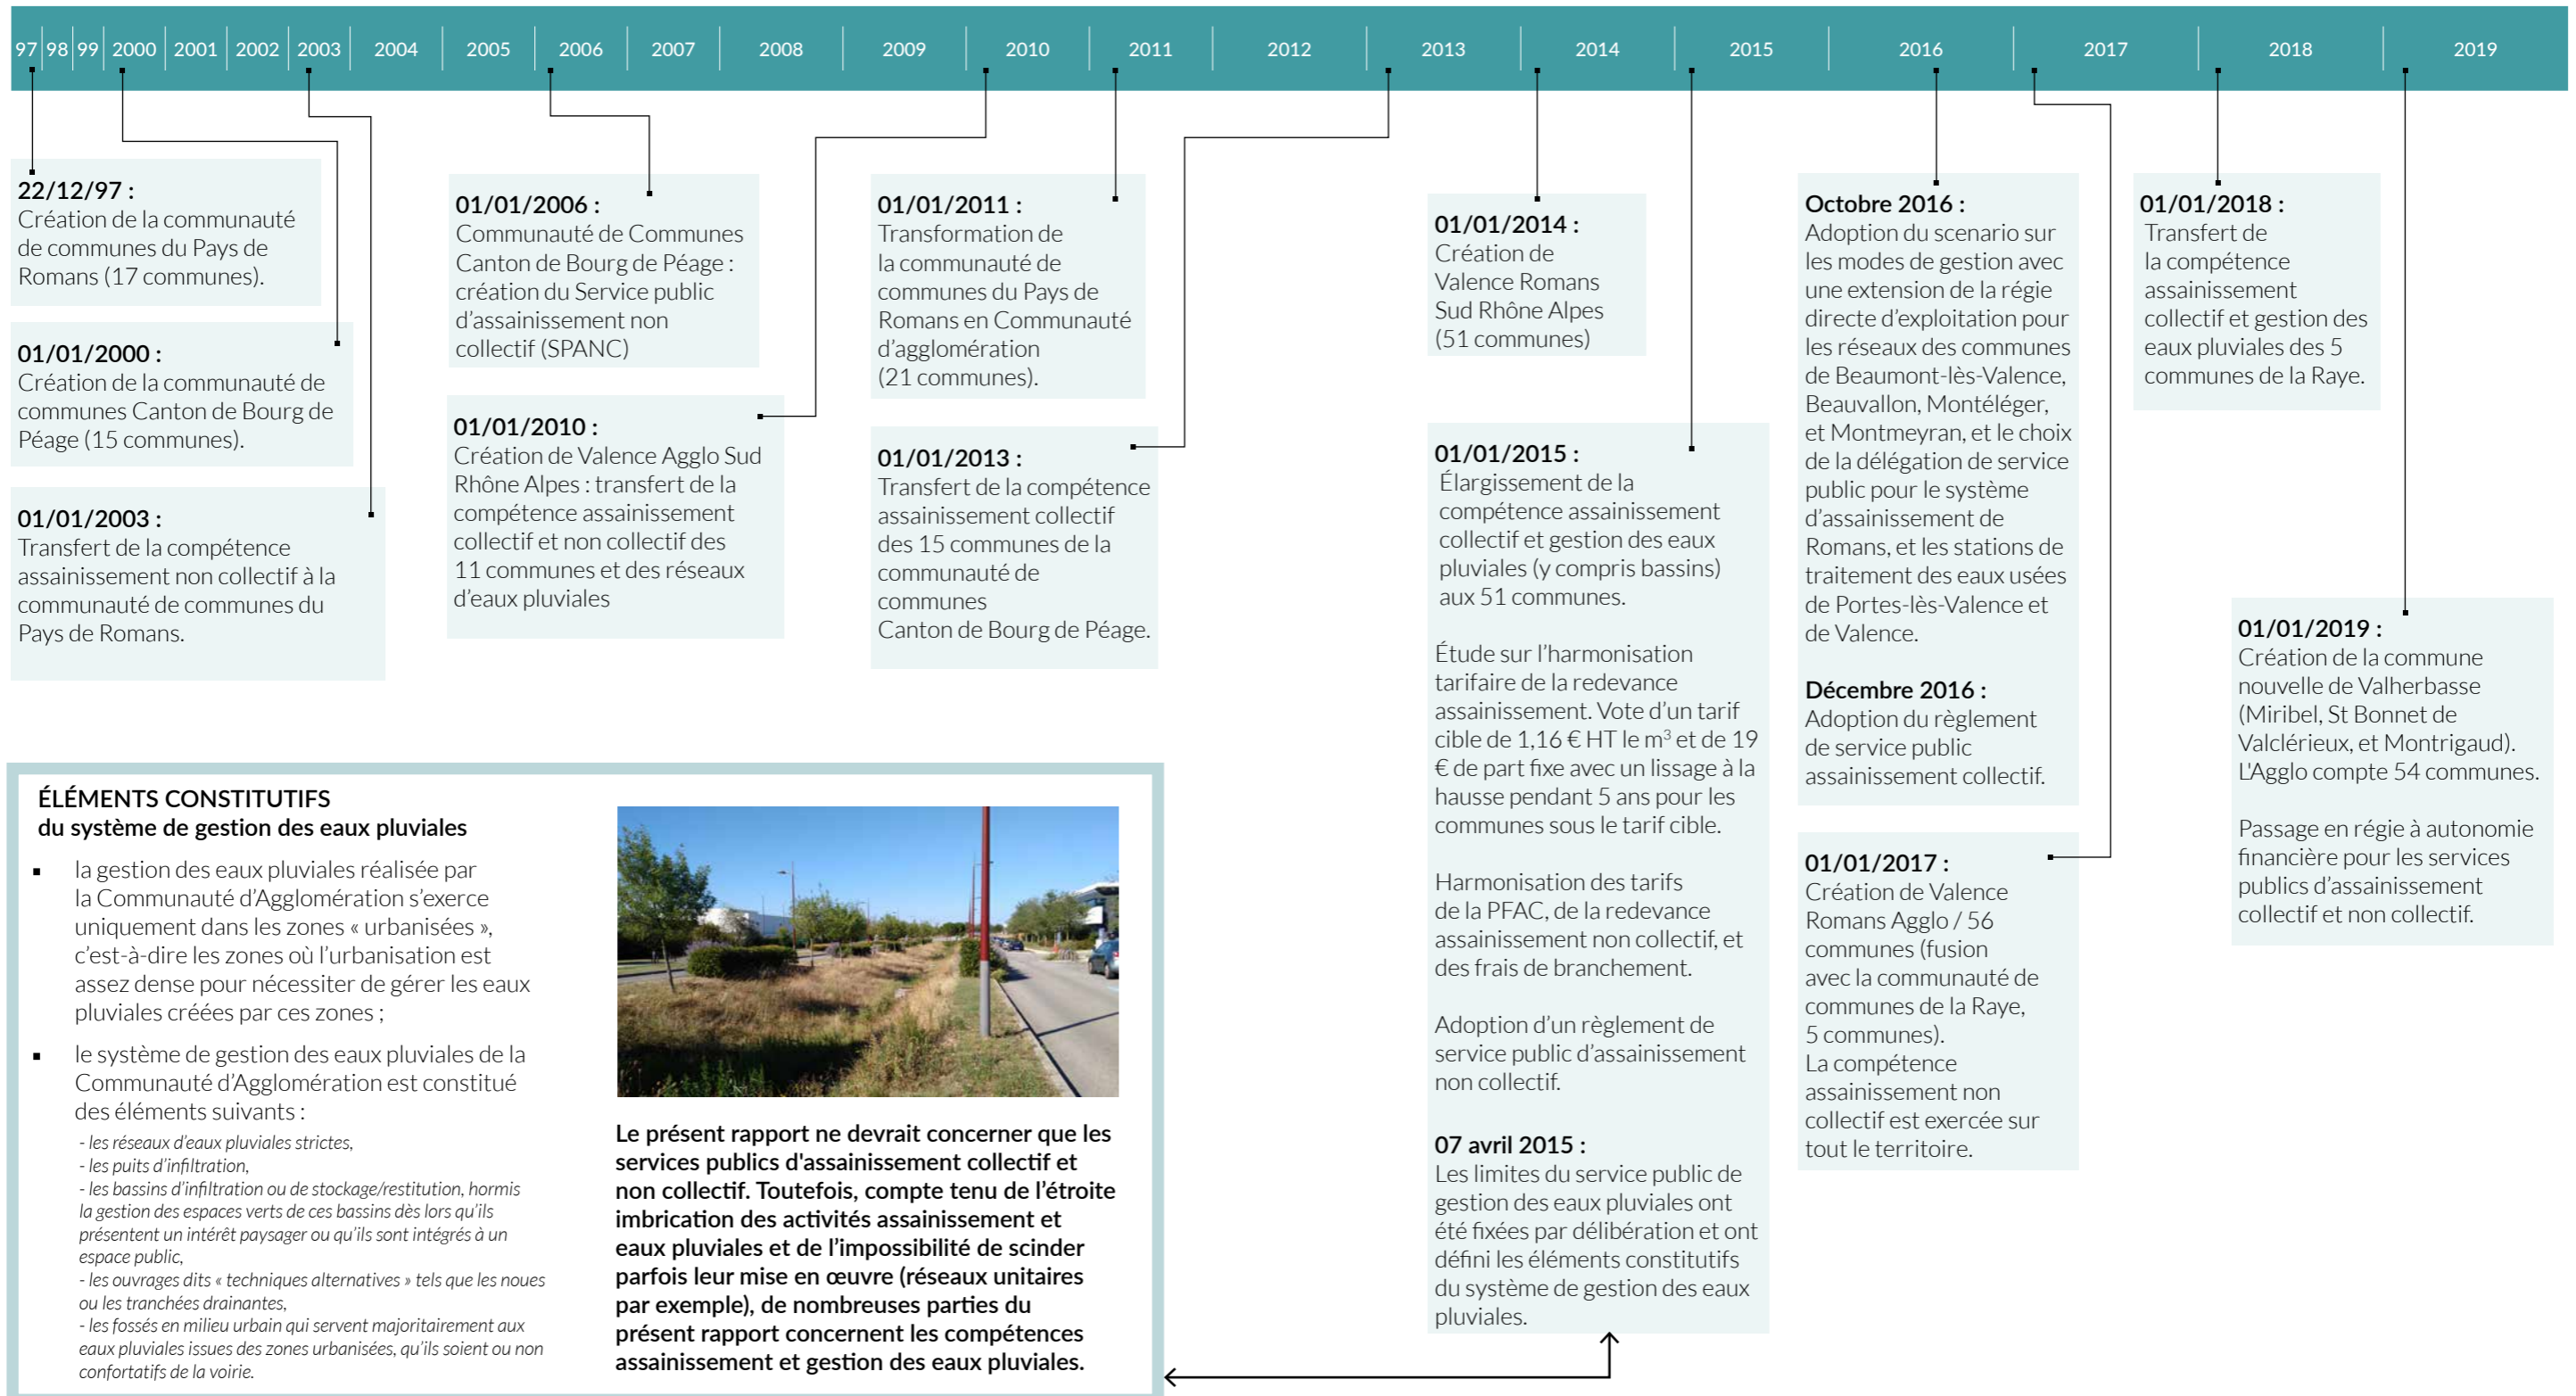 97 98 99 2000 2001 2002 2003 2004 2005 2006 2007 2008 2009 2010 2011 2012 2013 2014 2015 2016 2017 2018 2019
22/12/97 :
Création de la communauté
de communes du Pays de
Romans (17 communes).
01/01/2000 :
Création de la communauté de
communes Canton de Bourg de
Péage (15 communes).
01/01/2003 :
Transfert de la compétence
assainissement non collectif à la
communauté de communes du
Pays de Romans.
01/01/2006 :
Communauté de Communes
Canton de Bourg de Péage :
création du Service public
d’assainissement non
collectif (SPANC)
01/01/2010 :
Création de Valence Agglo Sud
Rhône Alpes : transfert de la
compétence assainissement
collectif et non collectif des
11 communes et des réseaux
d’eaux pluviales
01/01/2011 :
Transformation de
la communauté de
communes du Pays de
Romans en Communauté
d’agglomération
(21 communes).
01/01/2013 :
Transfert de la compétence
assainissement collectif
des 15 communes de la
communauté de
communes
Canton de Bourg de Péage.
01/01/2014 :
Création de
Valence Romans
Sud Rhône Alpes
(51 communes)
01/01/2015 :
Élargissement de la
compétence assainissement
collectif et gestion des eaux
pluviales (y compris bassins)
aux 51 communes.
Étude sur l’harmonisation
tarifaire de la redevance
assainissement. Vote d’un tarif
cible de 1,16 € HT le m³ et de 19
€ de part fixe avec un lissage à la
hausse pendant 5 ans pour les
communes sous le tarif cible.
Harmonisation des tarifs
de la PFAC, de la redevance
assainissement non collectif, et
des frais de branchement.
Adoption d’un règlement de
service public d’assainissement
non collectif.
07 avril 2015 :
Les limites du service public de
gestion des eaux pluviales ont
été fixées par délibération et ont
défini les éléments constitutifs
du système de gestion des eaux
pluviales.
Octobre 2016 :
Adoption du scenario sur
les modes de gestion avec
une extension de la régie
directe d’exploitation pour
les réseaux des communes
de Beaumont-lès-Valence,
Beauvallon, Montéléger,
et Montmeyran, et le choix
de la délégation de service
public pour le système
d’assainissement de
Romans, et les stations de
traitement des eaux usées
de Portes-lès-Valence et
de Valence.
Décembre 2016 :
Adoption du règlement
de service public
assainissement collectif.
01/01/2017 :
Création de Valence
Romans Agglo / 56
communes (fusion
avec la communauté de
communes de la Raye,
5 communes).
La compétence
assainissement non
collectif est exercée sur
tout le territoire.
01/01/2018 :
Transfert de
la compétence
assainissement
collectif et gestion des
eaux pluviales des 5
communes de la Raye.
01/01/2019 :
Création de la commune
nouvelle de Valherbasse
(Miribel, St Bonnet de
Valclérieux, et Montrigaud).
L'Agglo compte 54 communes.
Passage en régie à autonomie
financière pour les services
publics d’assainissement
collectif et non collectif.
ÉLÉMENTS CONSTITUTIFS
du système de gestion des eaux pluviales
▪ la gestion des eaux pluviales réalisée par
la Communauté d’Agglomération s’exerce
uniquement dans les zones « urbanisées »,
c’est-à-dire les zones où l’urbanisation est
assez dense pour nécessiter de gérer les eaux
pluviales créées par ces zones ;
▪ le système de gestion des eaux pluviales de la
Communauté d’Agglomération est constitué
des éléments suivants :
- les réseaux d’eaux pluviales strictes,
- les puits d’infiltration,
- les bassins d’infiltration ou de stockage/restitution, hormis
la gestion des espaces verts de ces bassins dès lors qu’ils
présentent un intérêt paysager ou qu’ils sont intégrés à un
espace public,
- les ouvrages dits « techniques alternatives » tels que les noues
ou les tranchées drainantes,
- les fossés en milieu urbain qui servent majoritairement aux
eaux pluviales issues des zones urbanisées, qu’ils soient ou non
confortatifs de la voirie.
Le présent rapport ne devrait concerner que les
services publics d'assainissement collectif et
non collectif. Toutefois, compte tenu de l’étroite
imbrication des activités assainissement et
eaux pluviales et de l’impossibilité de scinder
parfois leur mise en œuvre (réseaux unitaires
par exemple), de nombreuses parties du
présent rapport concernent les compétences
assainissement et gestion des eaux pluviales.